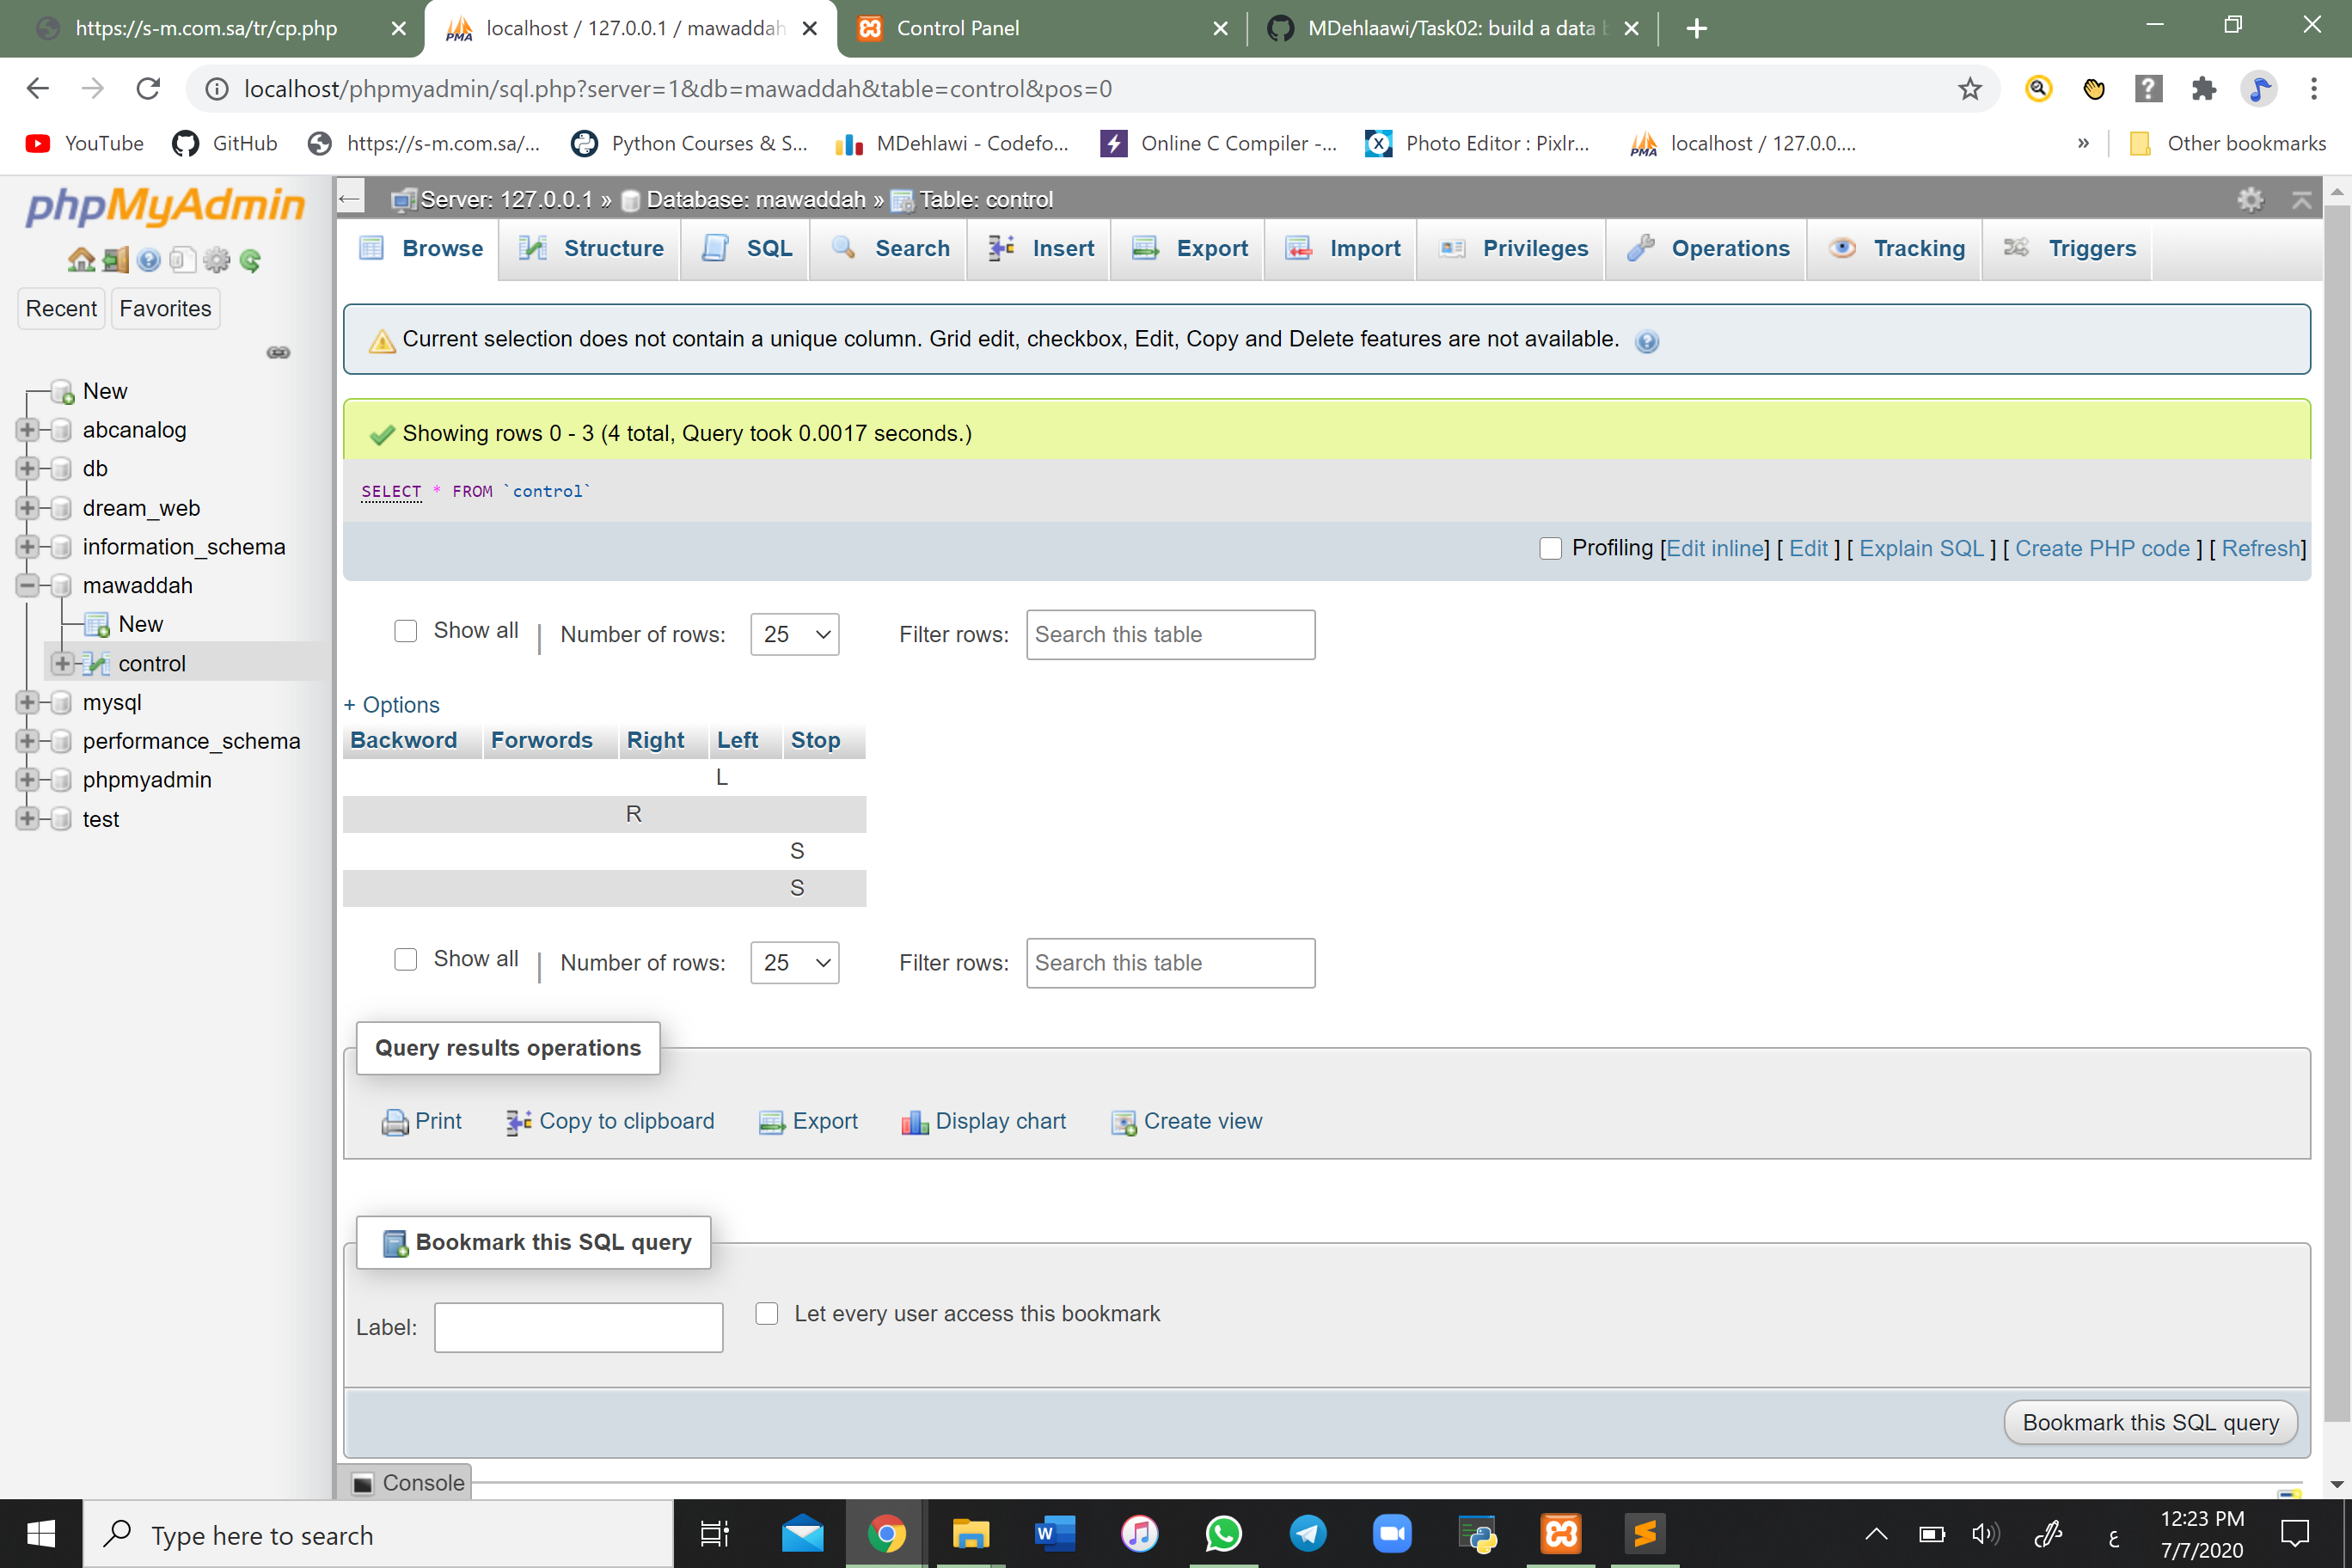 https://s-m.com.sa/tr/cp.php
localhost / 127.0.0.1 / mawaddah
Control Panel
MDehlaawi/Task02: build a data b
localhost/phpmyadmin/sql.php?server=1&db=mawaddah&table=control&pos=0
YouTube
GitHub
https://s-m.com.sa/...
Python Courses & S...
MDehlawi - Codefo...
Online C Compiler -...
Photo Editor : Pixlr...
localhost / 127.0.0....
»
Other bookmarks
phpMyAdmin
Recent
Favorites
New
abcanalog
db
dream_web
information_schema
mawaddah
New
control
mysql
performance_schema
phpmyadmin
test
Server: 127.0.0.1 » Database: mawaddah » Table: control
Browse
Structure
SQL
Search
Insert
Export
Import
Privileges
Operations
Tracking
Triggers
Current selection does not contain a unique column. Grid edit, checkbox, Edit, Copy and Delete features are not available.
Showing rows 0 - 3 (4 total, Query took 0.0017 seconds.)
SELECT * FROM `control`
Profiling [Edit inline] [ Edit ] [ Explain SQL ] [ Create PHP code ] [ Refresh]
Show all | Number of rows: 25 Filter rows: Search this table
+ Options
Backword Forwords Right Left Stop
L
R
S
S
Show all | Number of rows: 25 Filter rows: Search this table
Query results operations
Print
Copy to clipboard
Export
Display chart
Create view
Bookmark this SQL query
Label:
Let every user access this bookmark
Bookmark this SQL query
Console
Type here to search
ع
12:23 PM
7/7/2020